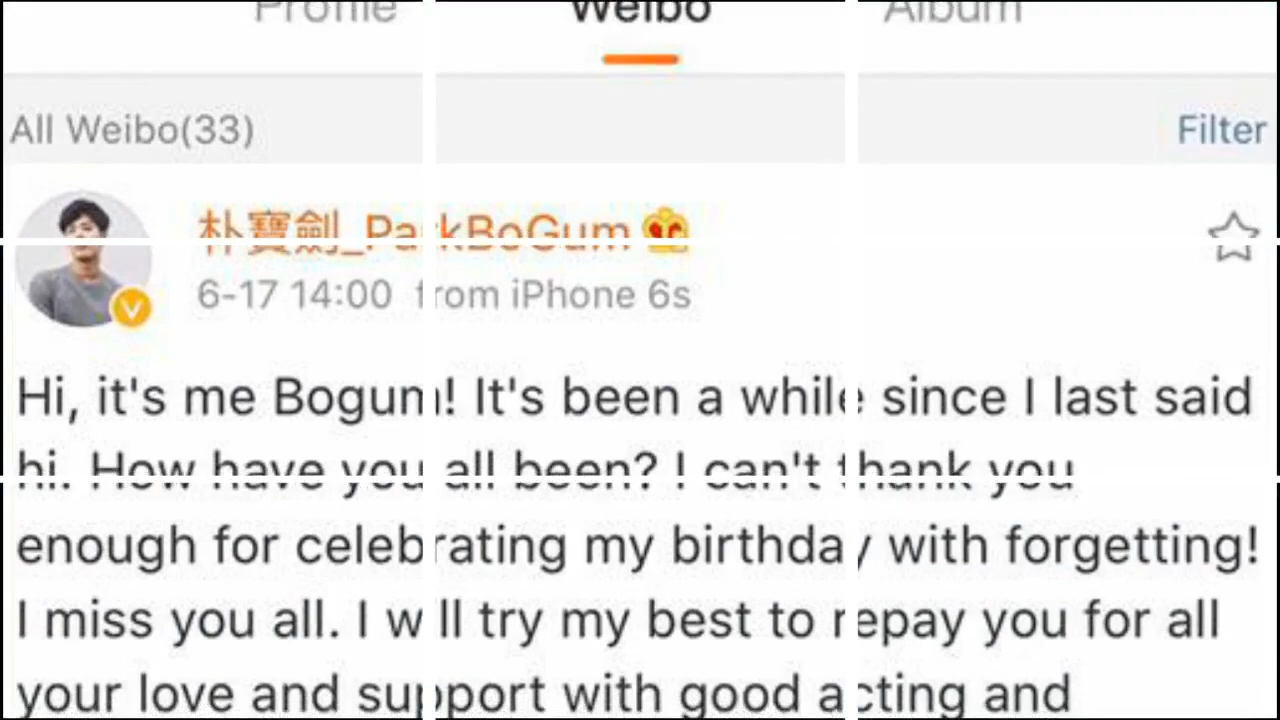 Profile Weibo Album
All Weibo(33) Filter
朴寶劍_ParkBoGum
6-17 14:00 from iPhone 6s
Hi, it's me Bogum! It's been a while since I last said
hi. How have you all been? I can't thank you
enough for celebrating my birthday with forgetting!
I miss you all. I will try my best to repay you for all
your love and support with good acting and